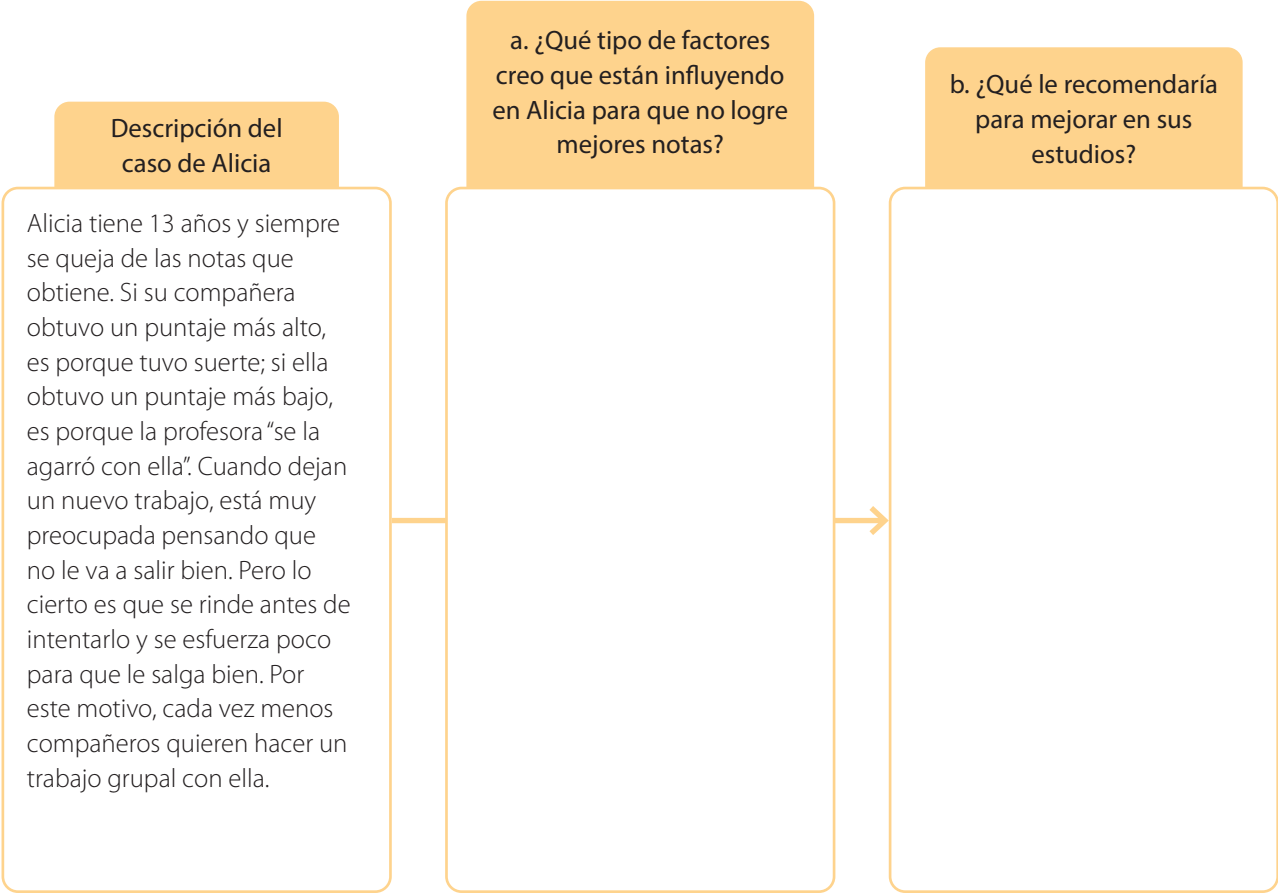 Descripción del
caso de Alicia
Alicia tiene 13 años y siempre
se queja de las notas que
obtiene. Si su compañera
obtuvo un puntaje más alto,
es porque tuvo suerte; si ella
obtuvo un puntaje más bajo,
es porque la profesora “se la
agarró con ella”. Cuando dejan
un nuevo trabajo, está muy
preocupada pensando que
no le va a salir bien. Pero lo
cierto es que se rinde antes de
intentarlo y se esfuerza poco
para que le salga bien. Por
este motivo, cada vez menos
compañeros quieren hacer un
trabajo grupal con ella.
a. ¿Qué tipo de factores
creo que están influyendo
en Alicia para que no logre
mejores notas?
b. ¿Qué le recomendaría
para mejorar en sus
estudios?